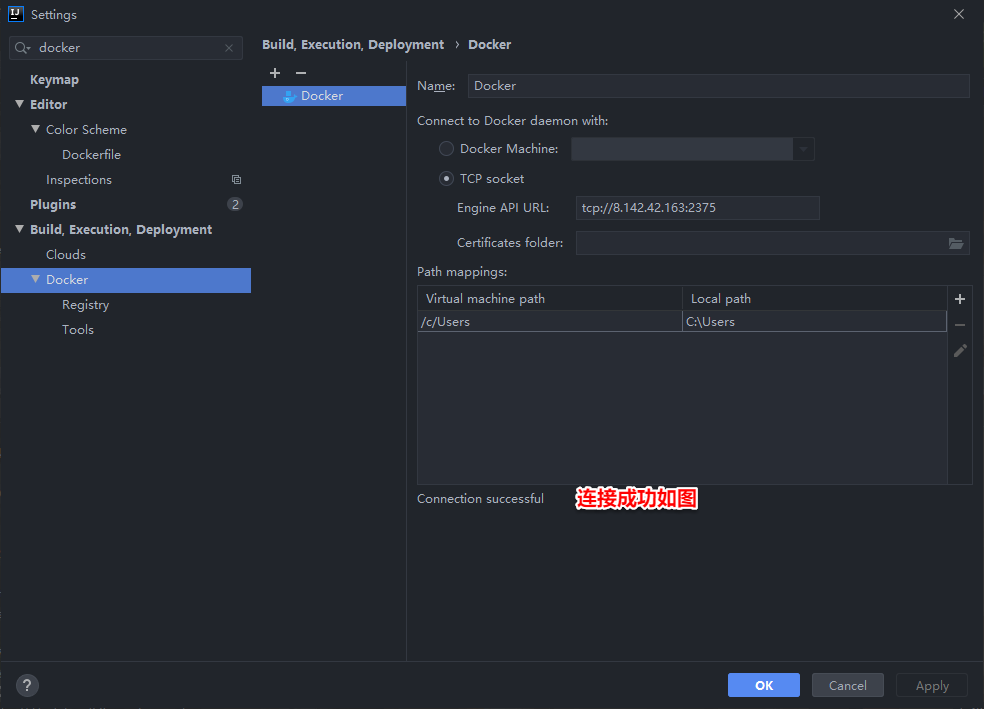 Settings
docker
Build, Execution, Deployment › Docker
Keymap
Editor
Color Scheme
Dockerfile
Inspections
Plugins 2
Build, Execution, Deployment
Clouds
Docker
Registry
Tools
Docker
Name: Docker
Connect to Docker daemon with:
Docker Machine:
TCP socket
Engine API URL: tcp://8.142.42.163:2375
Certificates folder:
Path mappings:
Virtual machine path Local path
/c/Users C:\Users
Connection successful 连接成功如图
? OK Cancel Apply